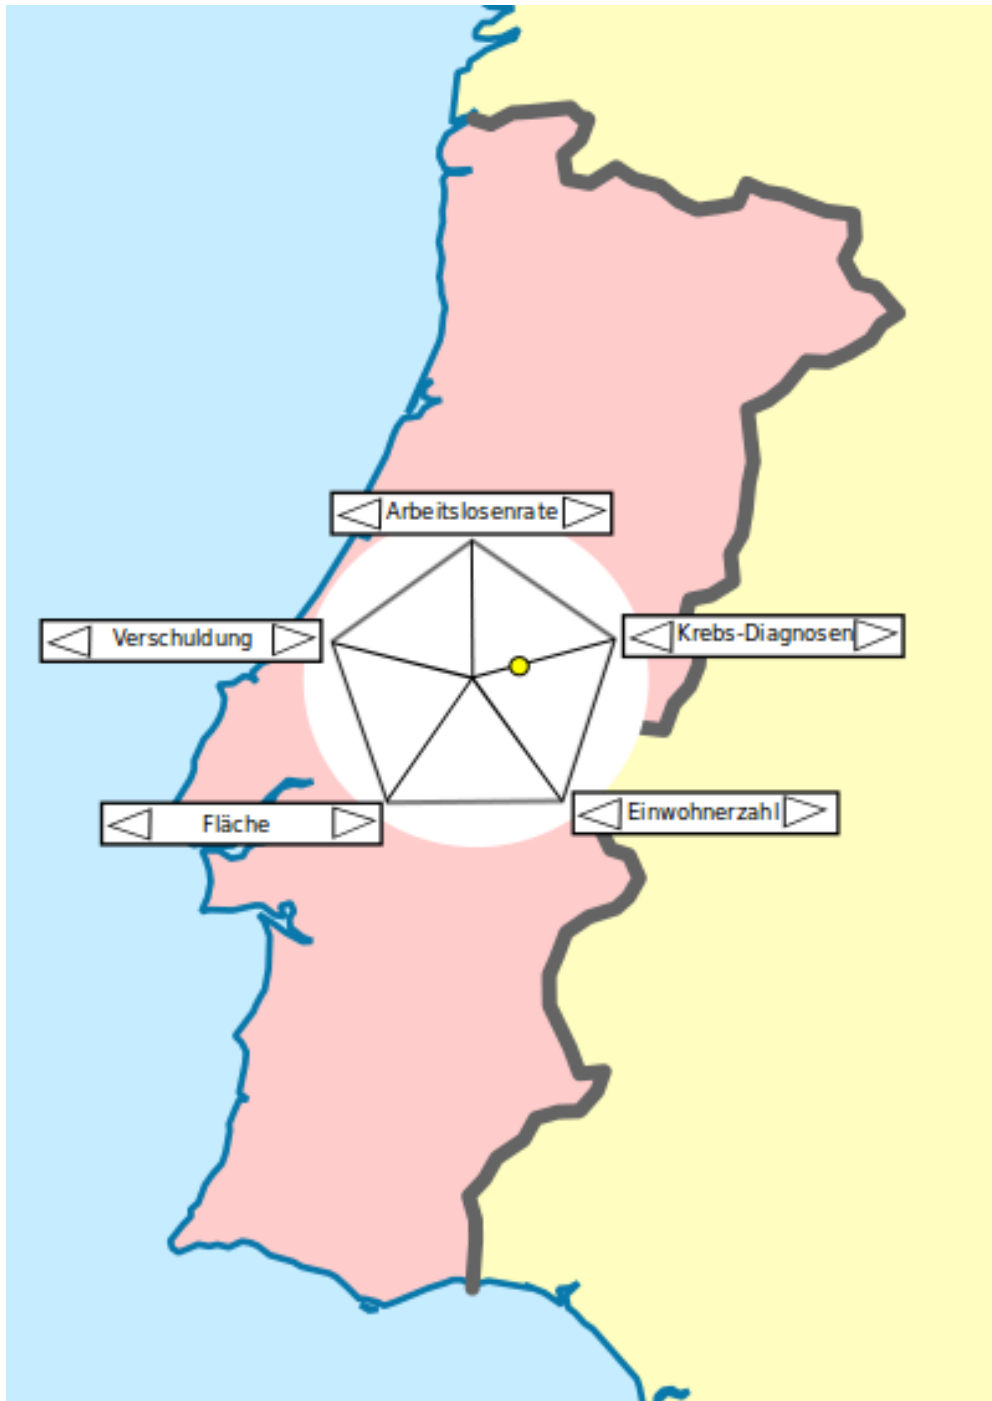 Arbeitslosenrate
Verschuldung
Krebs-Diagnosen
Fläche
Einwohnerzahl